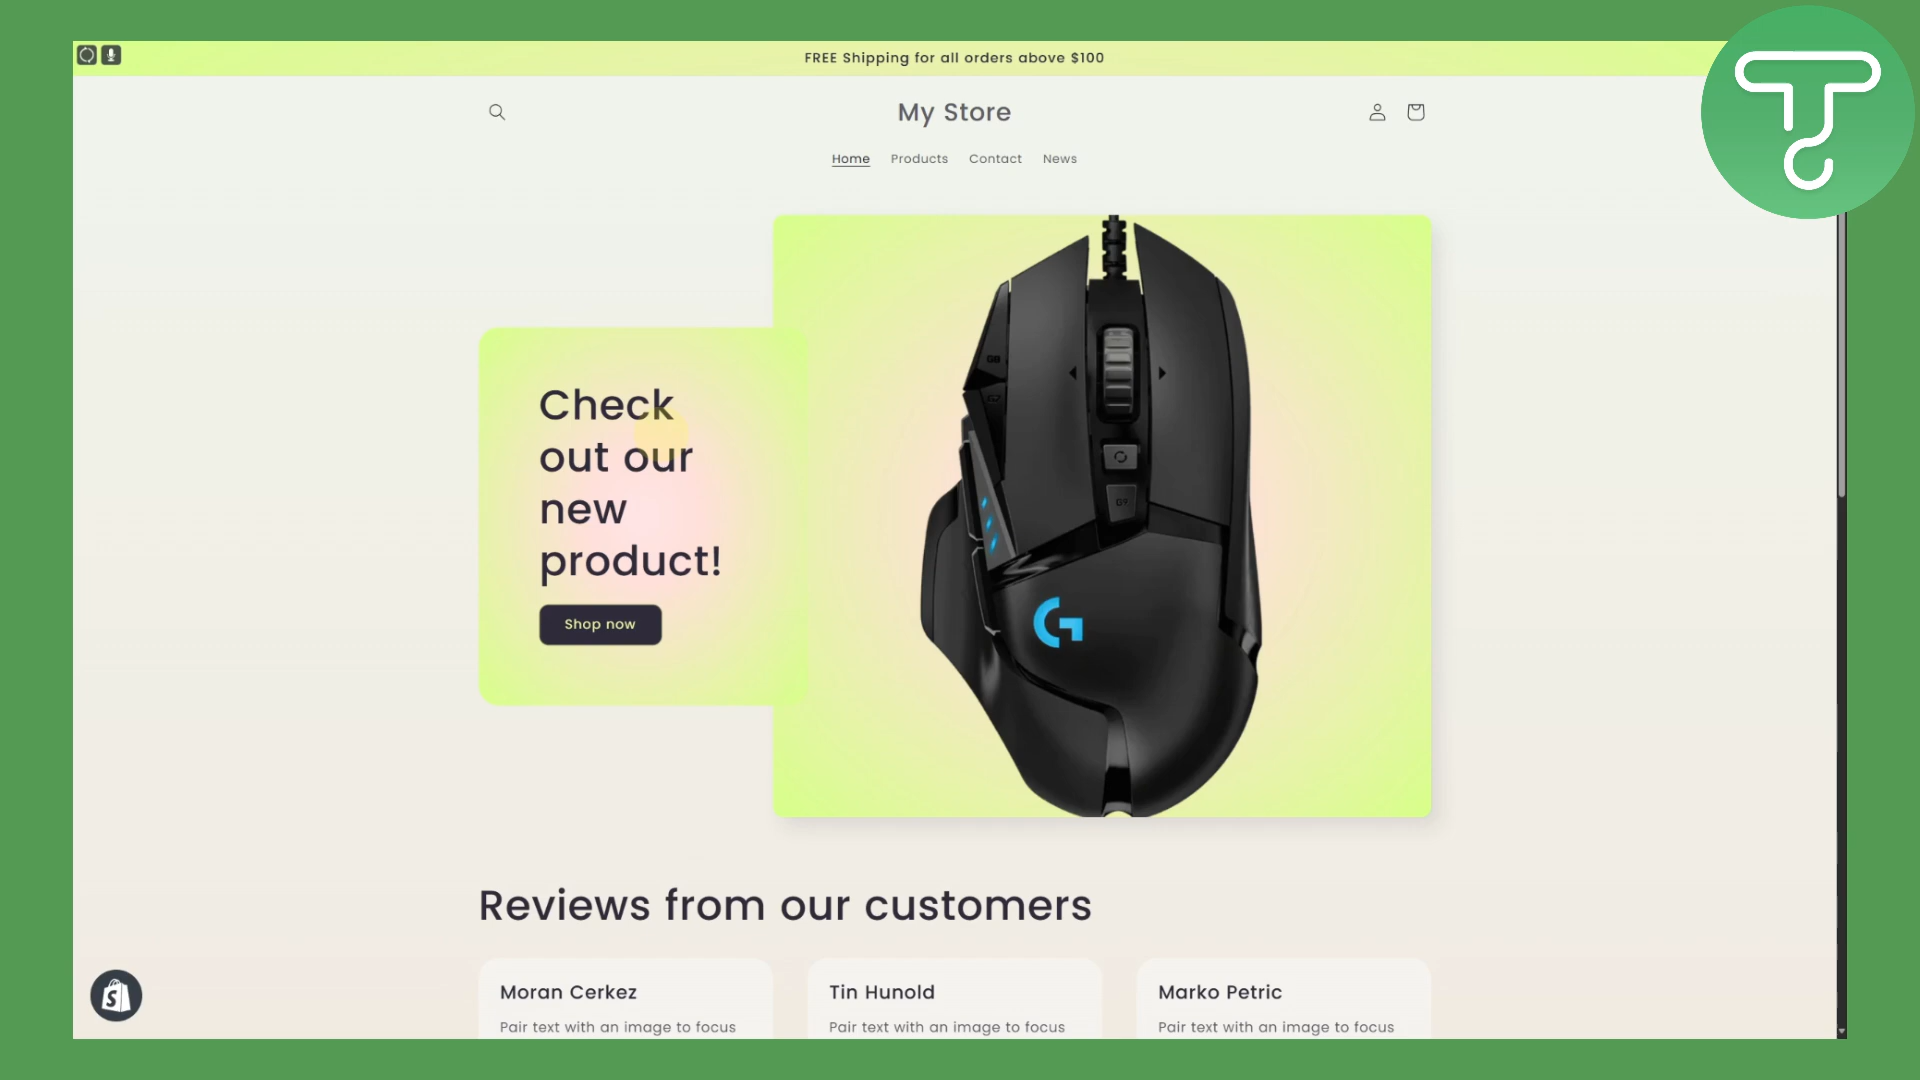 FREE Shipping for all orders above $100
My Store
Home Products Contact News
Check
out our
new
product!
Shop now
G8
G9
Reviews from our customers
Moran Cerkez
Pair text with an image to focus
Tin Hunold
Pair text with an image to focus
Marko Petric
Pair text with an image to focus